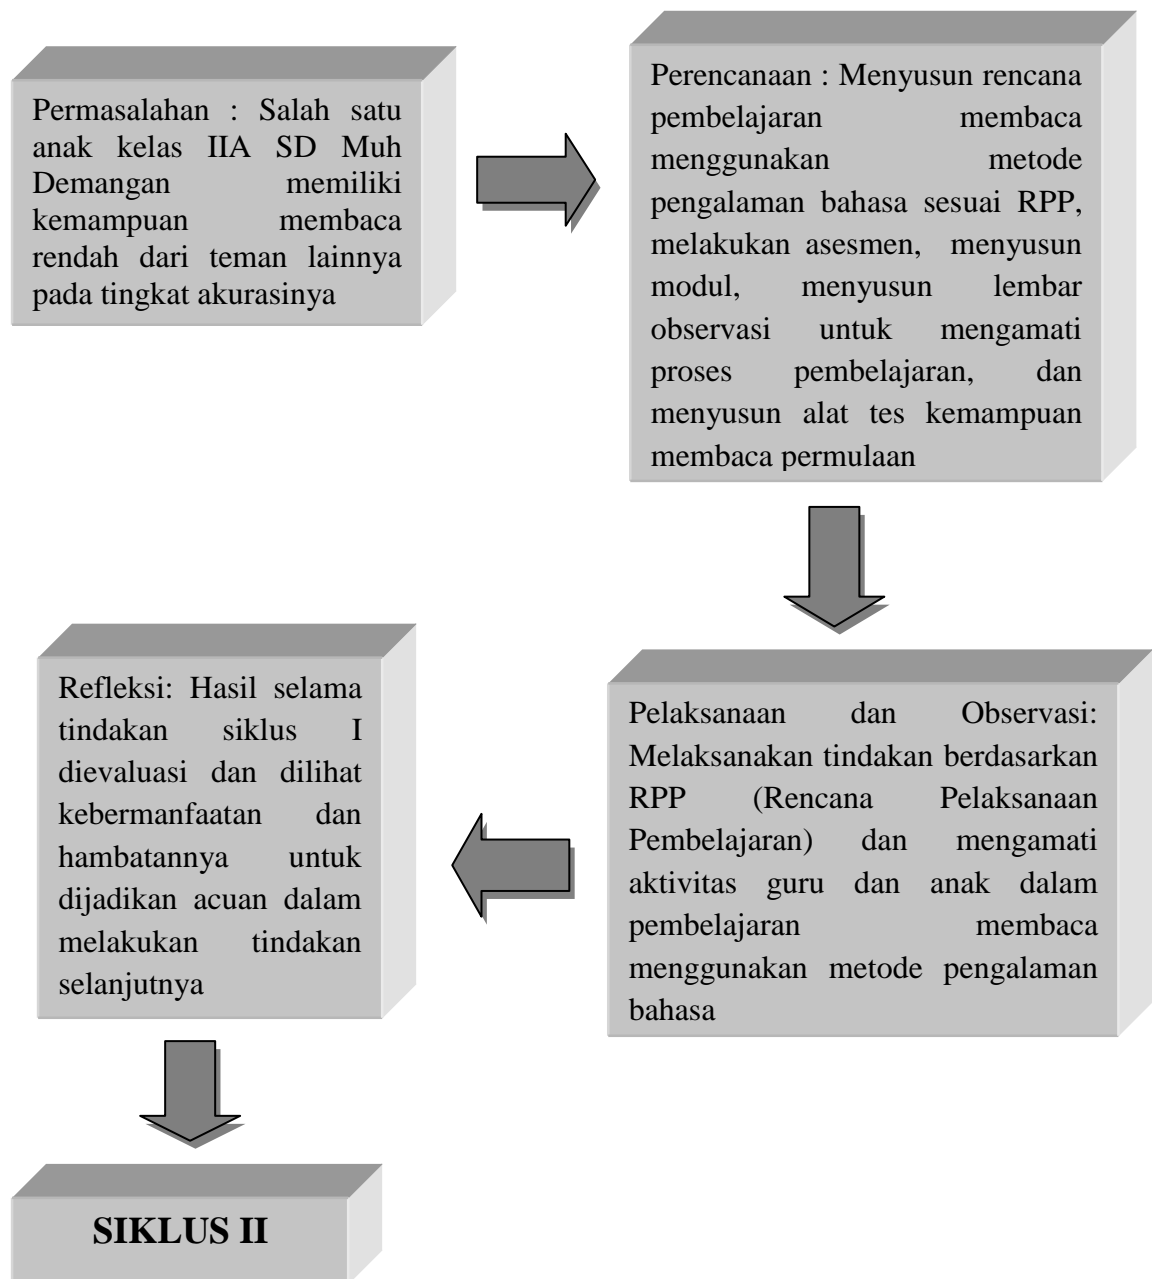 Permasalahan : Salah satu
anak kelas IIA SD Muh
Demangan memiliki
kemampuan membaca
rendah dari teman lainnya
pada tingkat akurasinya
Perencanaan : Menyusun rencana
pembelajaran membaca
menggunakan metode
pengalaman bahasa sesuai RPP,
melakukan asesmen, menyusun
modul, menyusun lembar
observasi untuk mengamati
proses pembelajaran, dan
menyusun alat tes kemampuan
membaca permulaan
Pelaksanaan dan Observasi:
Melaksanakan tindakan berdasarkan
RPP (Rencana Pelaksanaan
Pembelajaran) dan mengamati
aktivitas guru dan anak dalam
pembelajaran membaca
menggunakan metode pengalaman
bahasa
Refleksi: Hasil selama
tindakan siklus I
dievaluasi dan dilihat
kebermanfaatan dan
hambatannya untuk
dijadikan acuan dalam
melakukan tindakan
selanjutnya
SIKLUS II